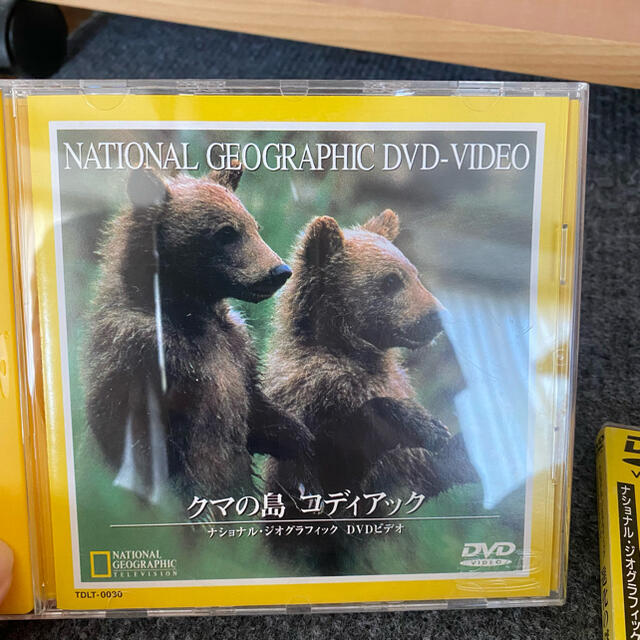 NATIONAL GEOGRAPHIC DVD-VIDEO
クマの島 コディアック
ナショナル・ジオグラフィック DVDビデオ
NATIONAL
GEOGRAPHIC
TELEVISION
DVD
VIDEO
TDLT-0030
ナショナル・ジオグラフィック